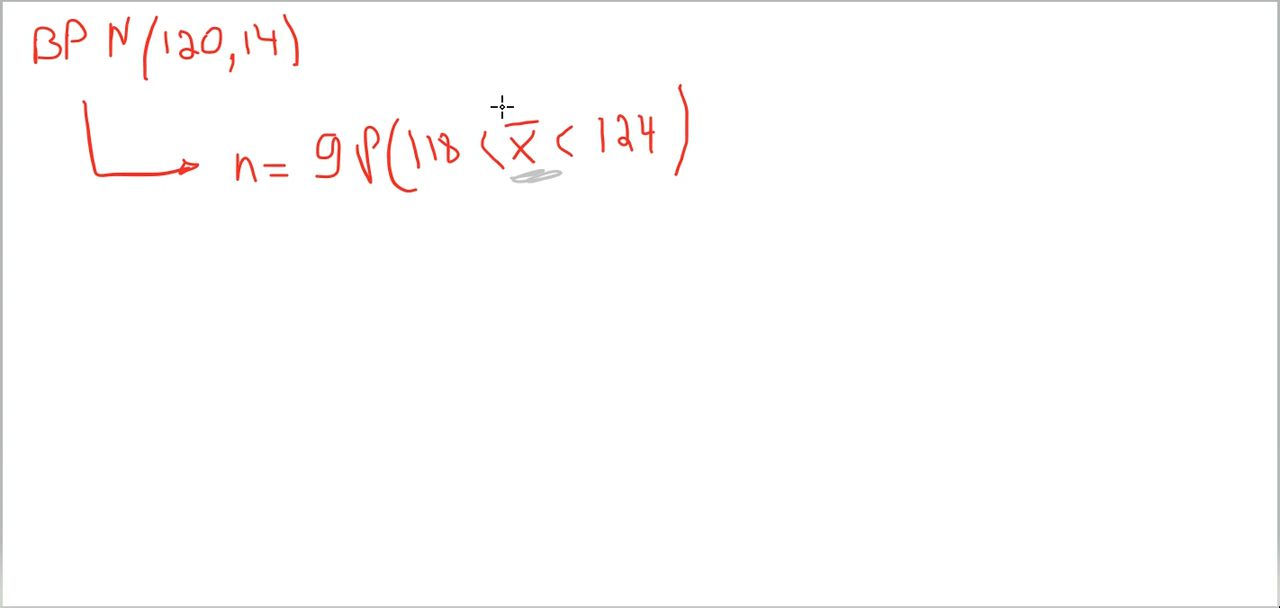 BP N(120,14)
n= 9 P(118 < x̄ < 124)